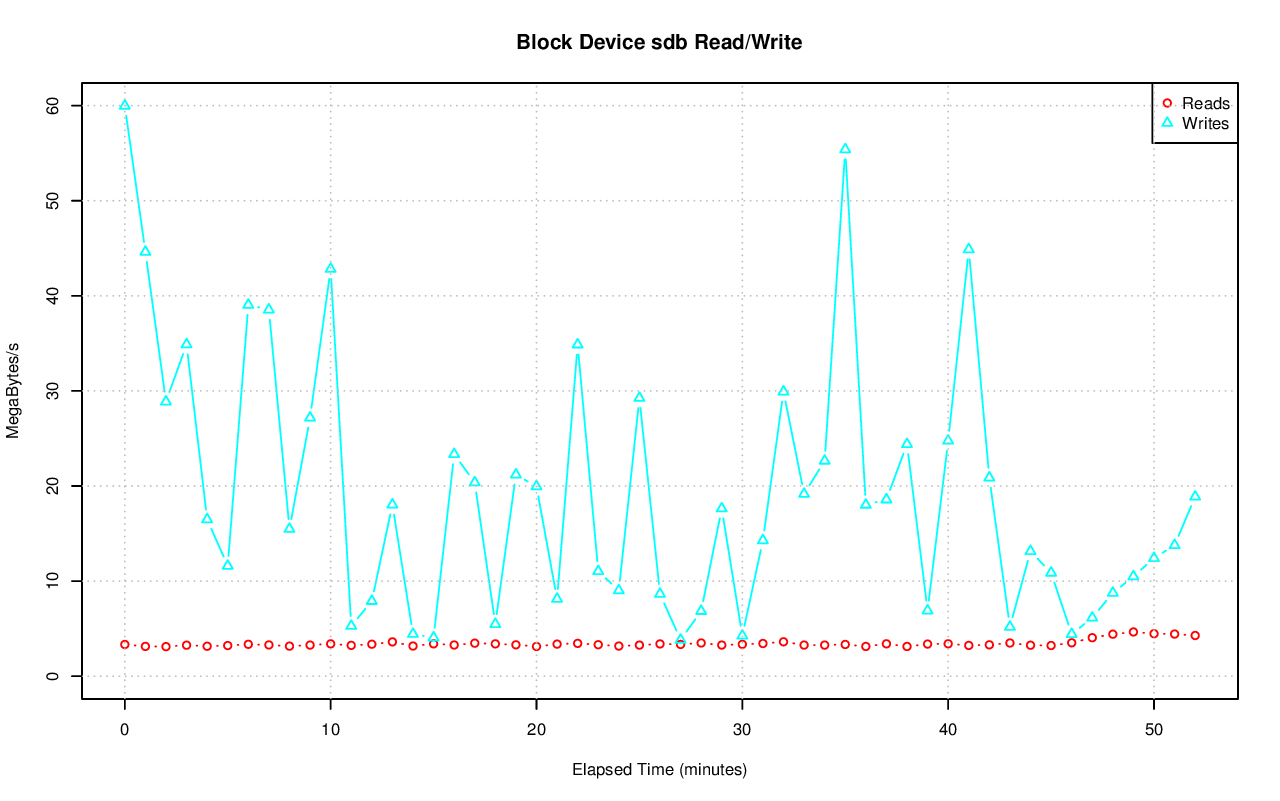 Block Device sdb Read/Write
Reads
Writes
MegaBytes/s
60
50
40
30
20
10
0
0 10 20 30 40 50
Elapsed Time (minutes)